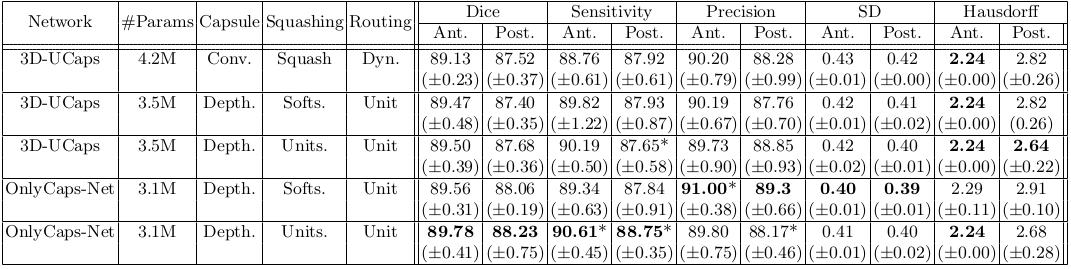 Network #Params Capsule Squashing Routing Dice Sensitivity Precision SD Hausdorff
Ant. Post. Ant. Post. Ant. Post. Ant. Post. Ant. Post.
3D-UCaps 4.2M Conv. Squash Dyn. 89.13 87.52 88.76 87.92 90.20 88.28 0.43 0.42 2.24 2.82
(±0.23) (±0.37) (±0.61) (±0.61) (±0.79) (±0.99) (±0.01) (±0.00) (±0.00) (±0.26)
3D-UCaps 3.5M Depth. Softs. Unit 89.47 87.40 89.82 87.93 90.19 87.76 0.42 0.41 2.24 2.82
(±0.48) (±0.35) (±1.22) (±0.87) (±0.67) (±0.70) (±0.01) (±0.02) (±0.00) (0.26)
3D-UCaps 3.5M Depth. Units. Unit 89.50 87.68 90.19 87.65* 89.73 88.85 0.42 0.40 2.24 2.64
(±0.39) (±0.36) (±0.50) (±0.58) (±0.90) (±0.93) (±0.02) (±0.01) (±0.00) (±0.22)
OnlyCaps-Net 3.1M Depth. Softs. Unit 89.56 88.06 89.34 87.84 91.00* 89.3 0.40 0.39 2.29 2.91
(±0.31) (±0.19) (±0.63) (±0.91) (±0.38) (±0.66) (±0.01) (±0.01) (±0.11) (±0.10)
OnlyCaps-Net 3.1M Depth. Units. Unit 89.78 88.23 90.61* 88.75* 89.80 88.17* 0.41 0.40 2.24 2.68
(±0.41) (±0.75) (±0.45) (±0.35) (±0.75) (±0.46) (±0.01) (±0.02) (±0.00) (±0.28)